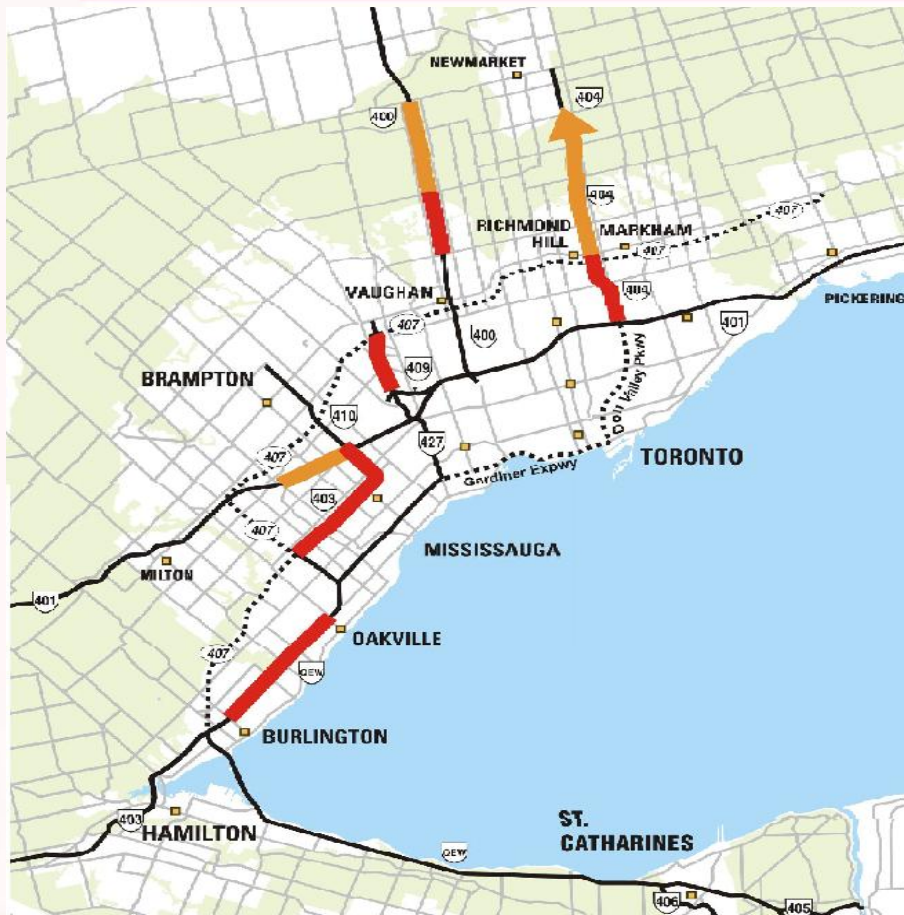 NEWMARKET
404
400
404
407
RICHMOND
HILL
MARKHAM
407
404
VAUGHAN
PICKERING
407
401
400
409
BRAMPTON
Don Valley Pkwy
410
427
TORONTO
407
Gardiner Expwy
403
407
MISSISSAUGA
MILTON
401
OAKVILLE
407
QEW
BURLINGTON
403
HAMILTON
ST.
CATHARINES
QEW
406
405